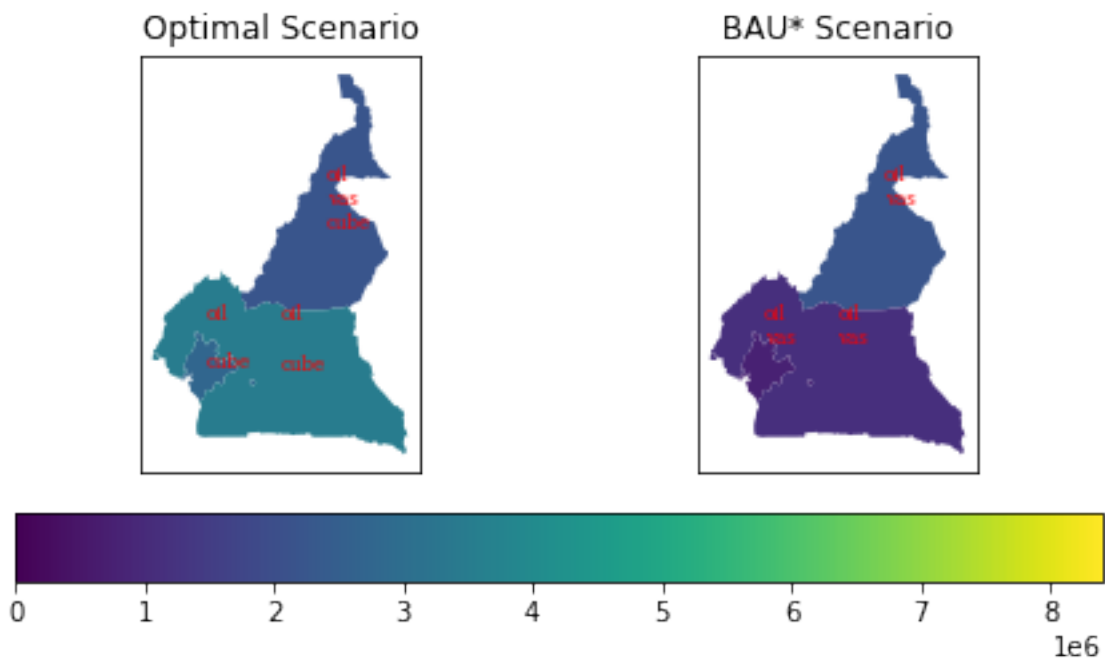 Optimal Scenario
BAU* Scenario
oil
vas
cube
oil
oil
cube
cube
oil
vas
oil
oil
vas
vas
0 1 2 3 4 5 6 7 8
1e6